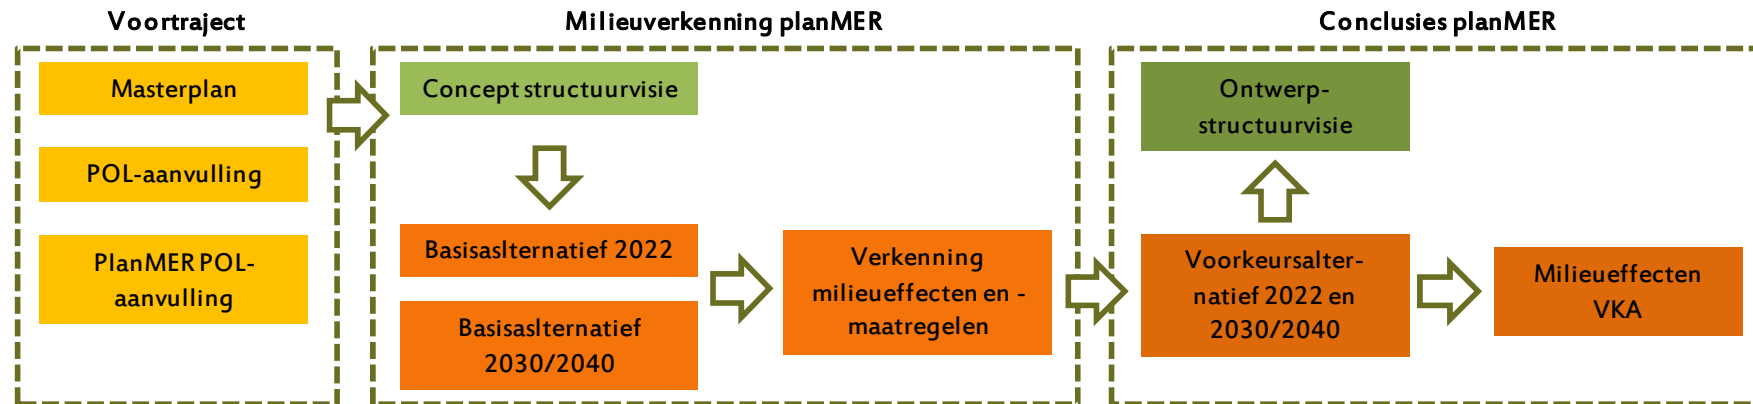 Voortraject
Masterplan
POL-aanvulling
PlanMER POL-
aanvulling
Milieuverkenning planMER
Concept structuurvisie
Basisaslternatief 2022
Basisaslternatief
2030/2040
Verkenning
milieueffecten en -
maatregelen
Conclusies planMER
Ontwerp-
structuurvisie
Voorkeursalter-
natief 2022 en
2030/2040
Milieueffecten
VKA